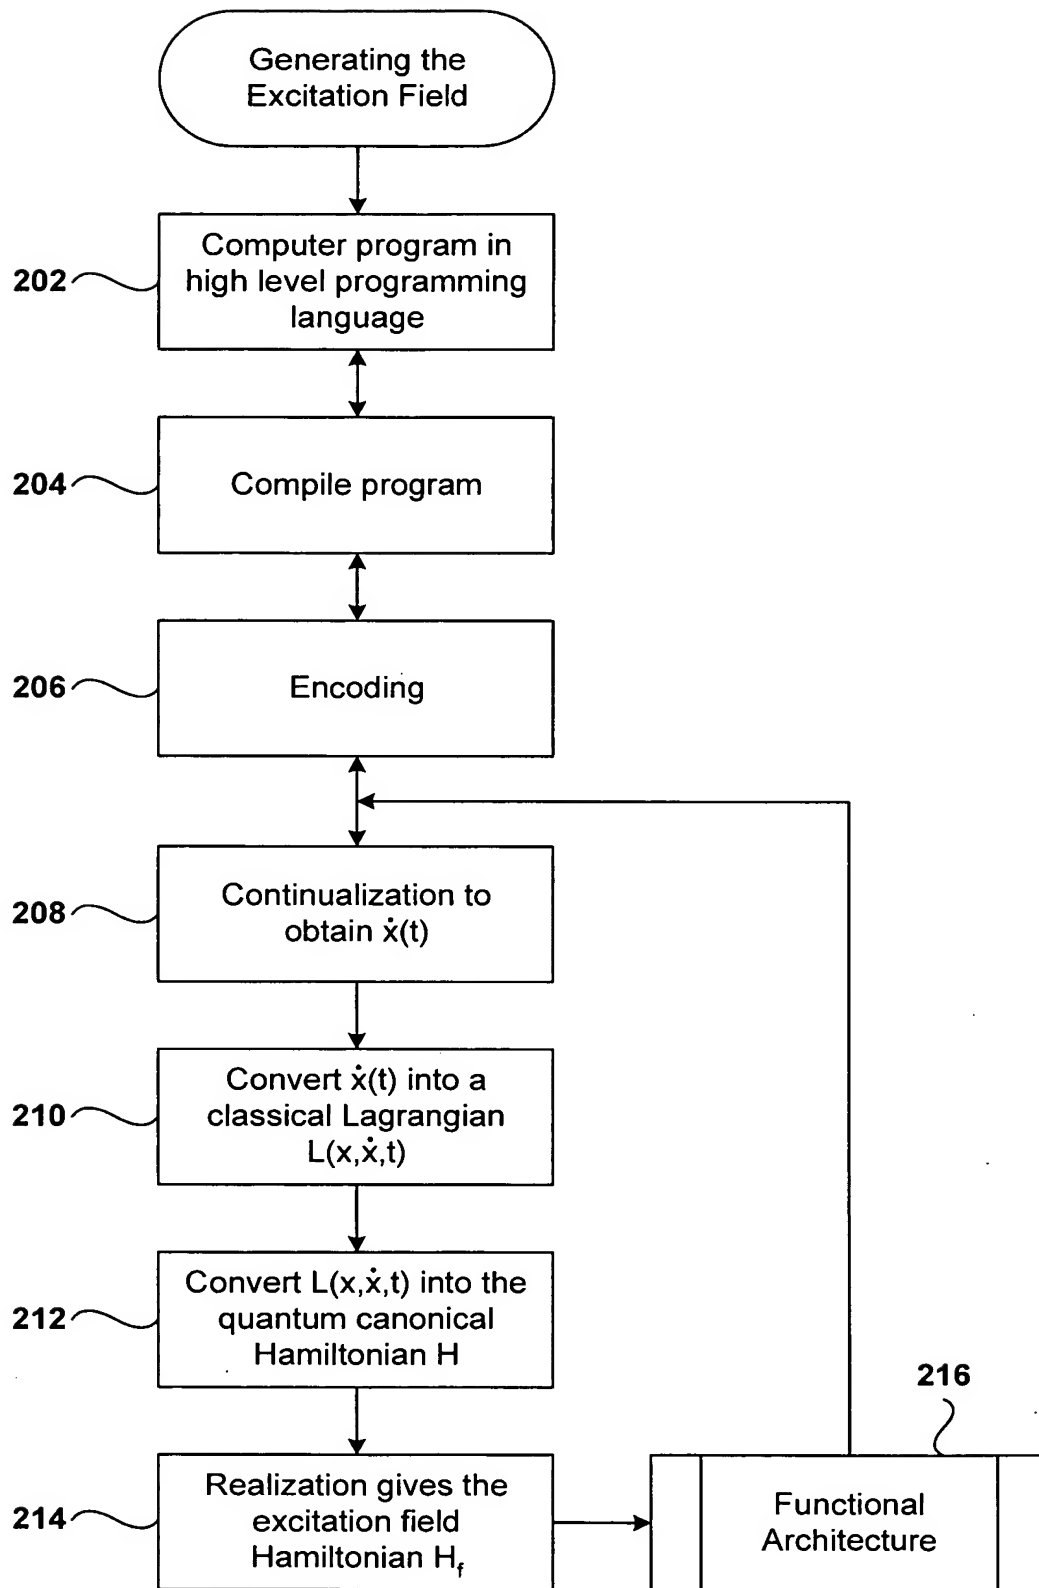 Generating the
Excitation Field
202
Computer program in
high level programming
language
204
Compile program
206
Encoding
208
Continualization to
obtain ẋ(t)
210
Convert ẋ(t) into a
classical Lagrangian
L(x,ẋ,t)
212
Convert L(x,ẋ,t) into the
quantum canonical
Hamiltonian H
214
Realization gives the
excitation field
Hamiltonian H_f
216
Functional
Architecture